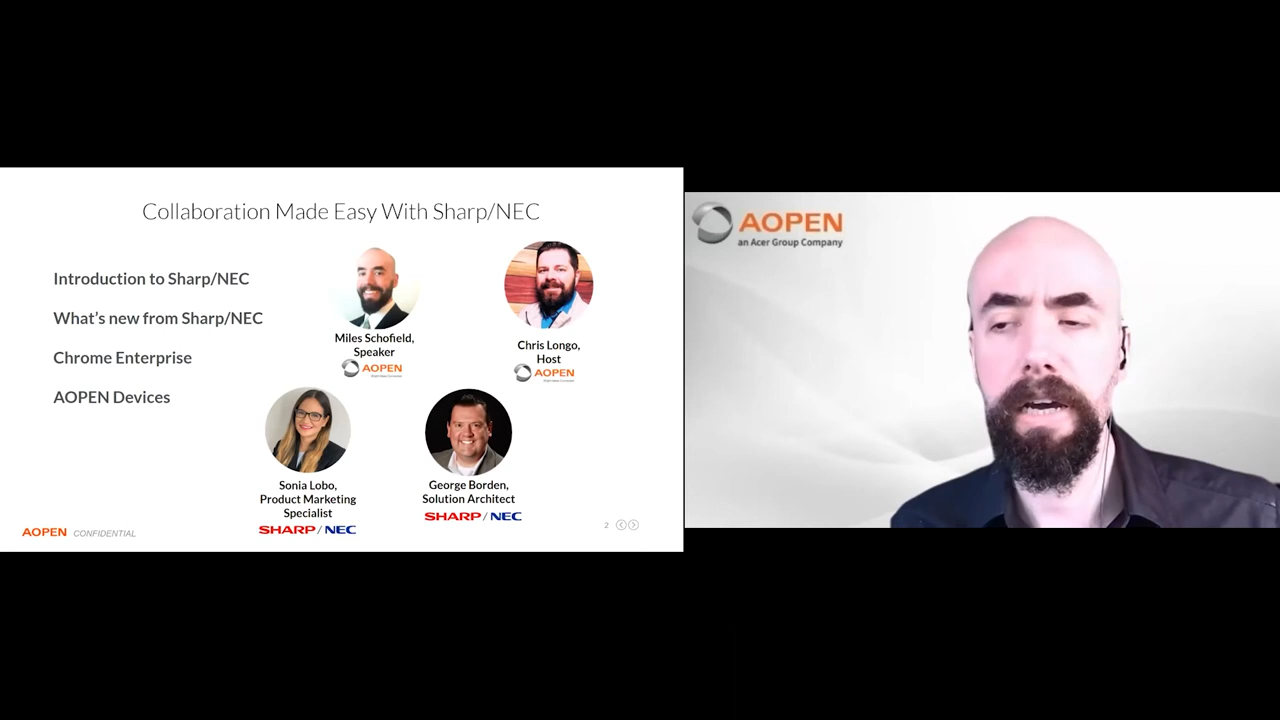 Collaboration Made Easy With Sharp/NEC
Introduction to Sharp/NEC
What's new from Sharp/NEC
Chrome Enterprise
AOPEN Devices
Miles Schofield,
Speaker
AOPEN
Chris Longo,
Host
AOPEN
Sonia Lobo,
Product Marketing
Specialist
SHARP/NEC
George Borden,
Solution Architect
SHARP/NEC
AOPEN CONFIDENTIAL
2
AOPEN
an Acer Group Company